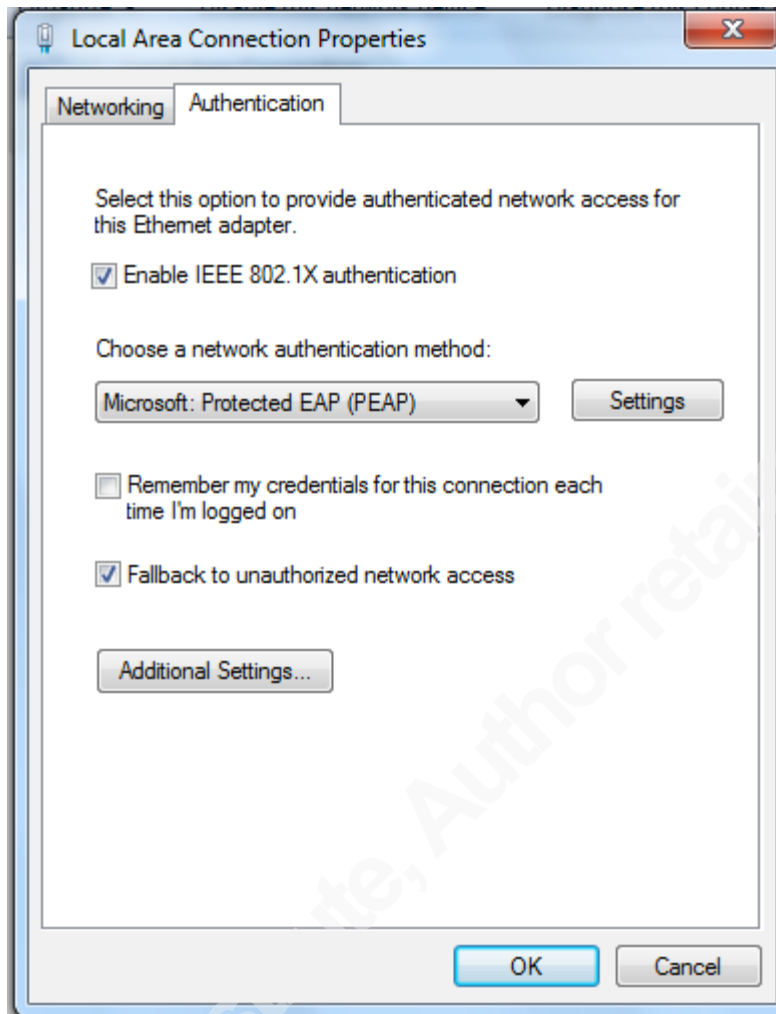 Local Area Connection Properties
Networking
Authentication
Select this option to provide authenticated network access for
this Ethernet adapter.
Enable IEEE 802.1X authentication
Choose a network authentication method:
Microsoft: Protected EAP (PEAP)
Settings
Remember my credentials for this connection each
time I'm logged on
Fallback to unauthorized network access
Additional Settings...
OK
Cancel
Author retai